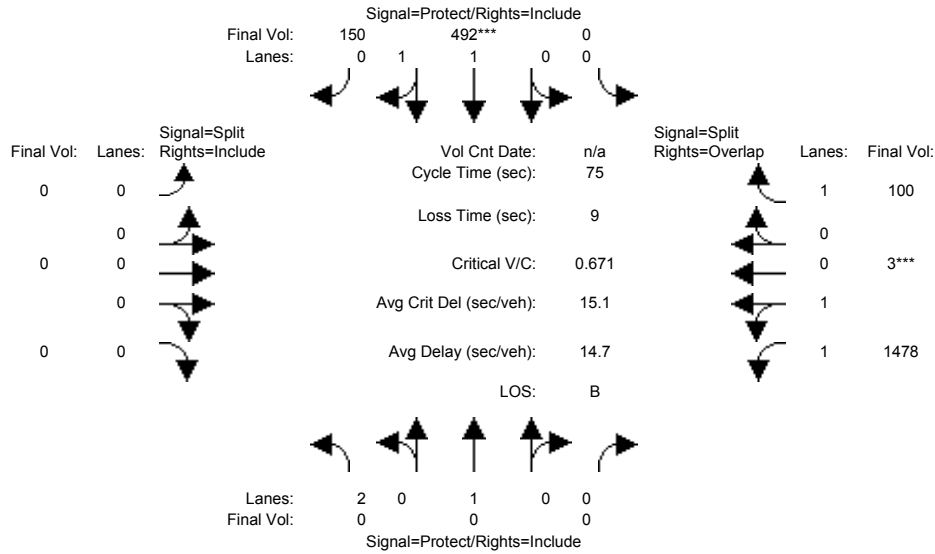 Signal=Protect/Rights=Include
Final Vol: 150 492*** 0
Lanes: 0 1 1 0 0
Signal=Split
Final Vol: Lanes: Rights=Include
Vol Cnt Date: n/a
Signal=Split
Rights=Overlap Lanes: Final Vol:
Cycle Time (sec): 75
0 0
1 100
Loss Time (sec): 9
0
0
0 0
Critical V/C: 0.671
0 3***
0
Avg Crit Del (sec/veh): 15.1
1
0 0
Avg Delay (sec/veh): 14.7
1 1478
LOS: B
Lanes: 2 0 1 0 0
Final Vol: 0 0 0
Signal=Protect/Rights=Include